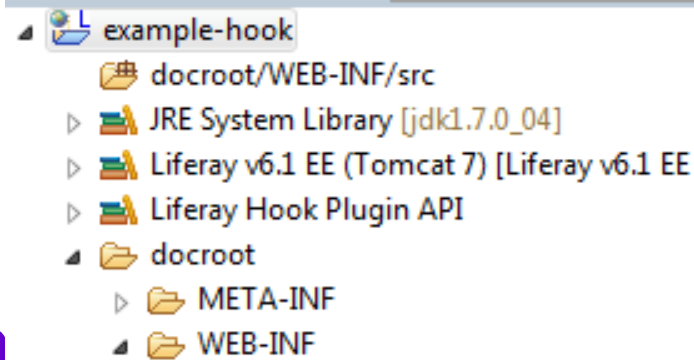 example-hook
docroot/WEB-INF/src
JRE System Library [jdk1.7.0_04]
Liferay v6.1 EE (Tomcat 7) [Liferay v6.1 EE
Liferay Hook Plugin API
docroot
META-INF
WEB-INF